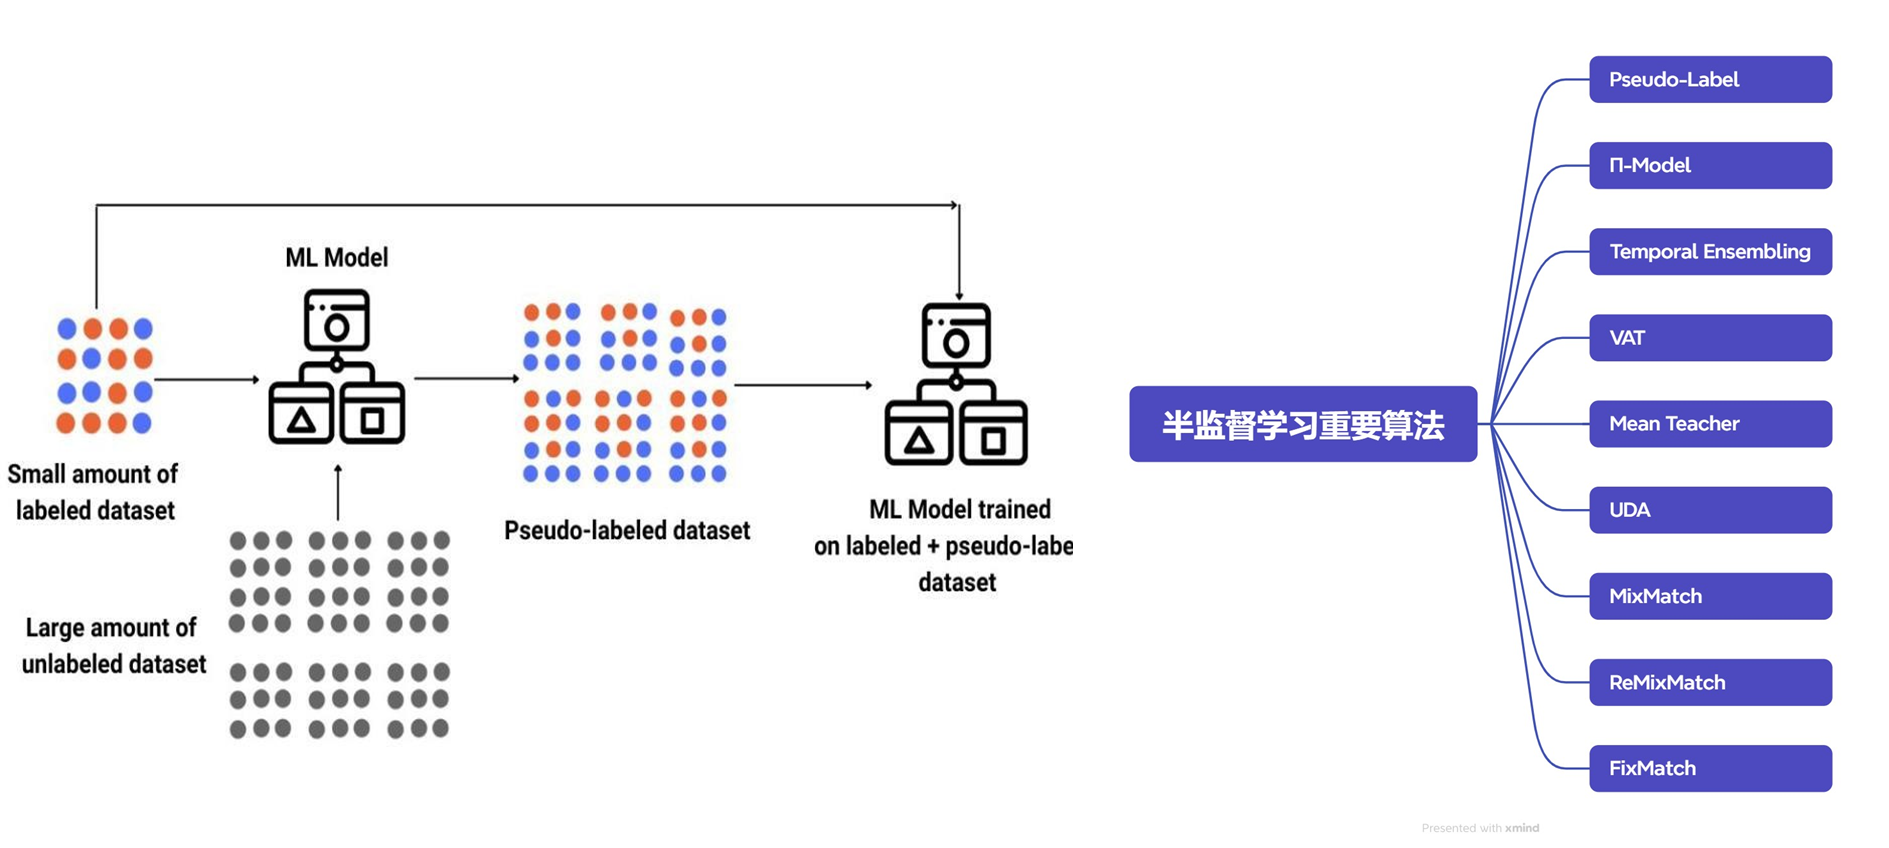 ML Model
Small amount of
labeled dataset
Large amount of
unlabeled dataset
Pseudo-labeled dataset
ML Model trained
on labeled + pseudo-labe
dataset
半监督学习重要算法
Pseudo-Label
Π-Model
Temporal Ensembling
VAT
Mean Teacher
UDA
MixMatch
ReMixMatch
FixMatch
Presented with xmind